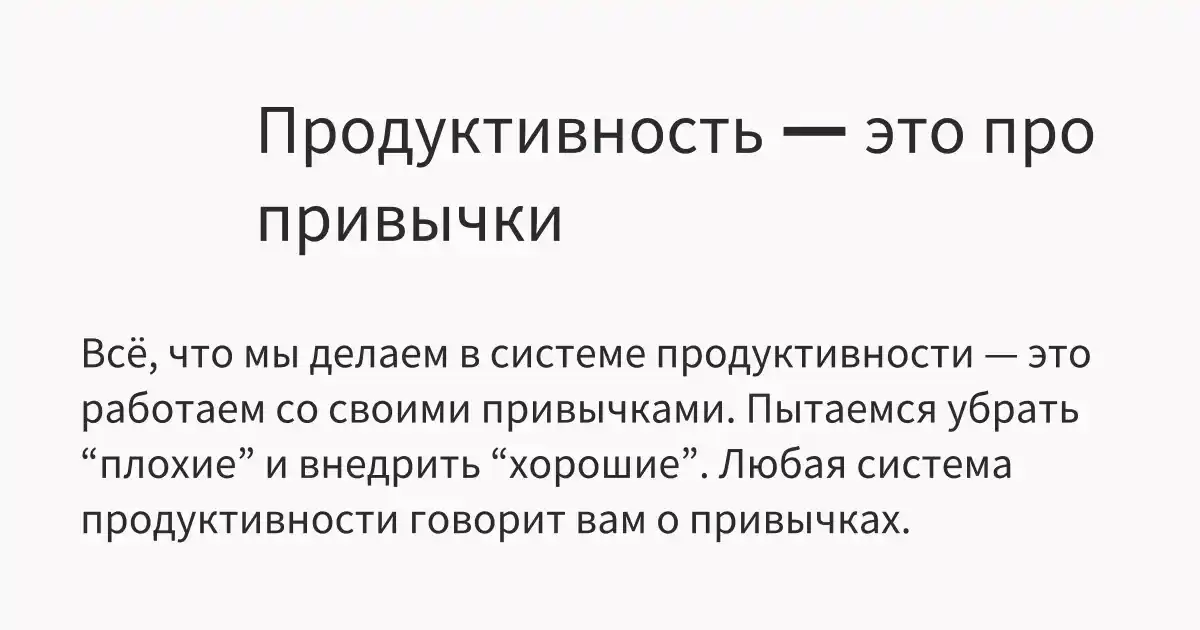 Продуктивность — это про
привычки
Всё, что мы делаем в системе продуктивности — это
работаем со своими привычками. Пытаемся убрать
“плохие” и внедрить “хорошие”. Любая система
продуктивности говорит вам о привычках.